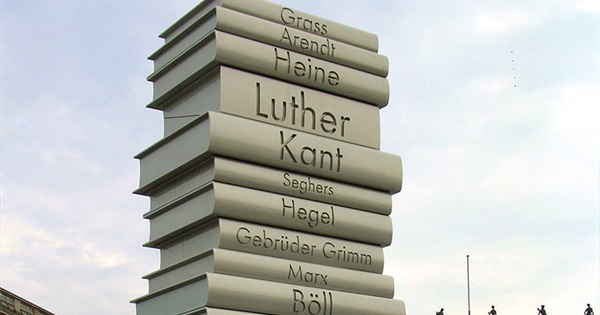 Grass
Arendt
Heine
Luther
Kant
Seghers
Hegel
Gebrüder Grimm
Marx
Böll